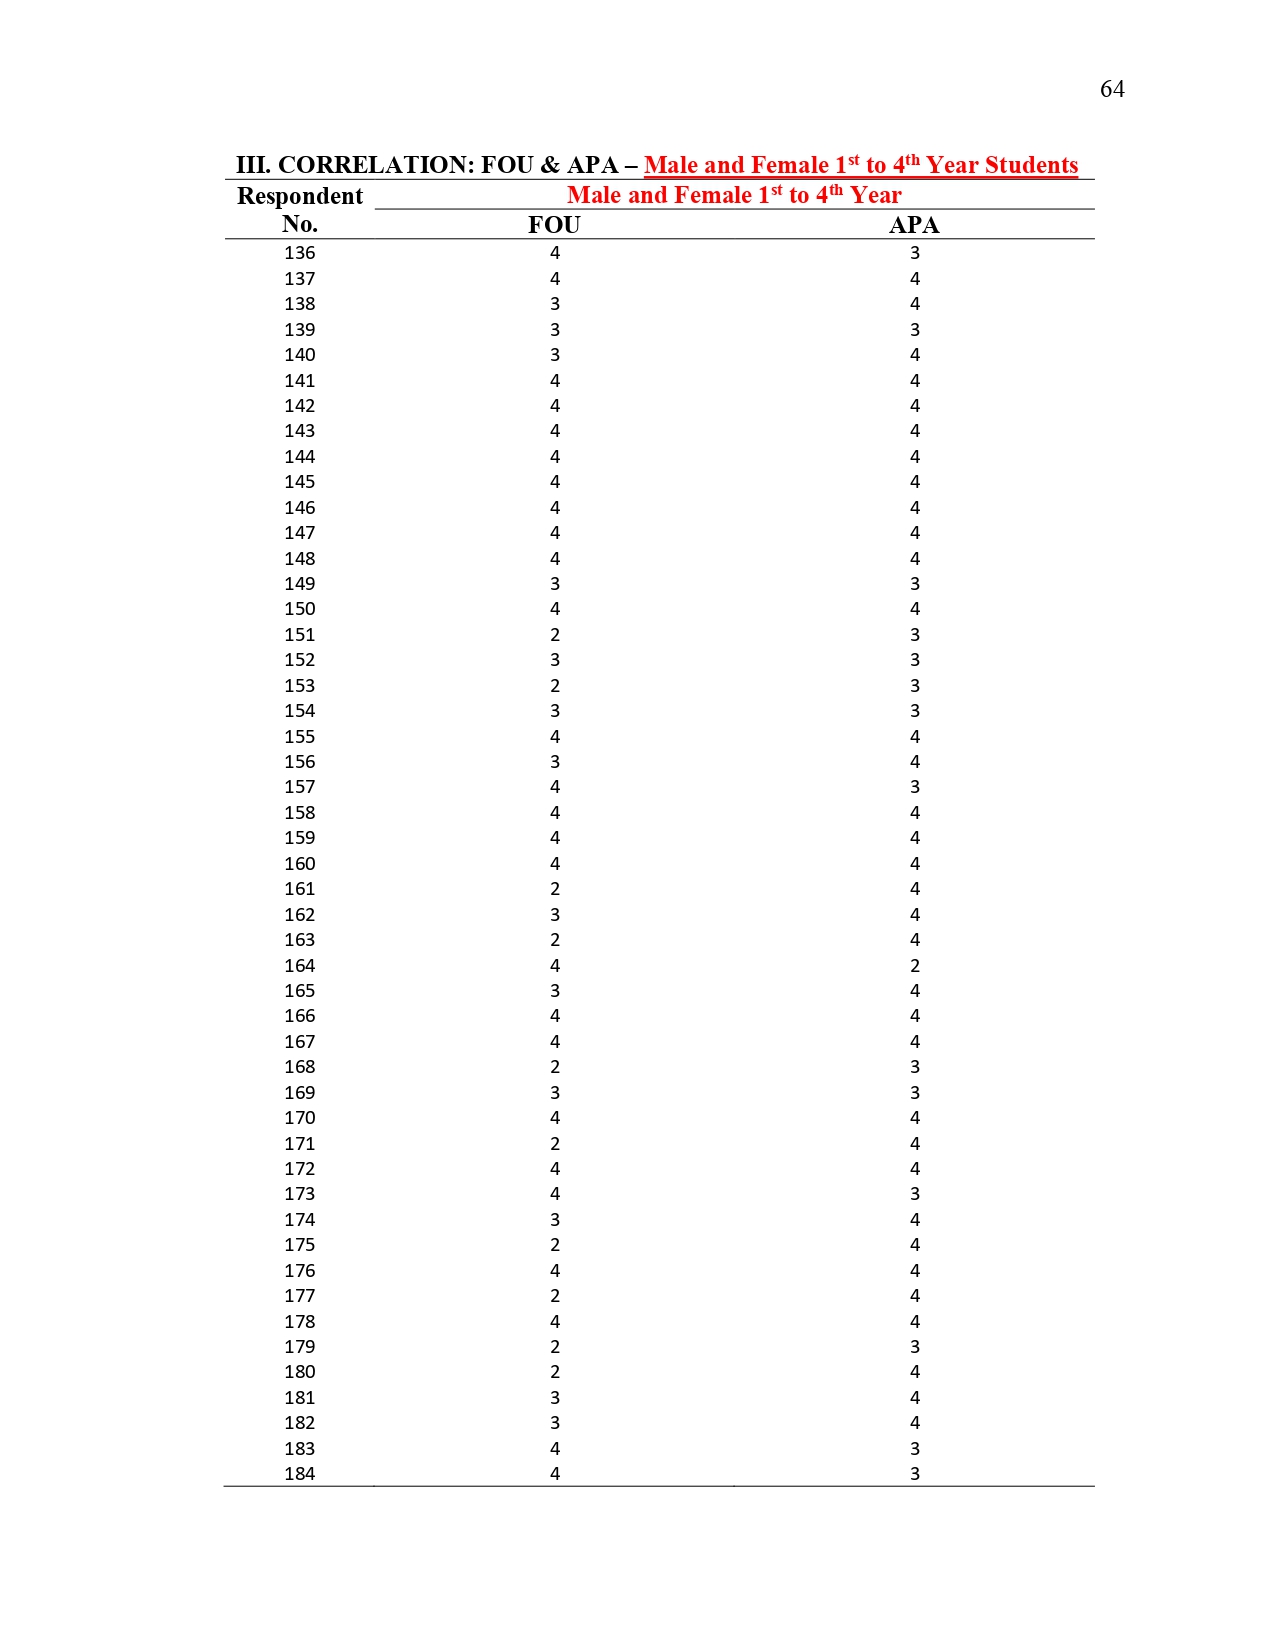 64
III. CORRELATION: FOU & APA – Male and Female 1st to 4th Year Students
Respondent No. Male and Female 1st to 4th Year
FOU APA
136 4 3
137 4 4
138 3 4
139 3 3
140 3 4
141 4 4
142 4 4
143 4 4
144 4 4
145 4 4
146 4 4
147 4 4
148 4 4
149 3 3
150 4 4
151 2 3
152 3 3
153 2 3
154 3 3
155 4 4
156 3 4
157 4 3
158 4 4
159 4 4
160 4 4
161 2 4
162 3 4
163 2 4
164 4 2
165 3 4
166 4 4
167 4 4
168 2 3
169 3 3
170 4 4
171 2 4
172 4 4
173 4 3
174 3 4
175 2 4
176 4 4
177 2 4
178 4 4
179 2 3
180 2 4
181 3 4
182 3 4
183 4 3
184 4 3